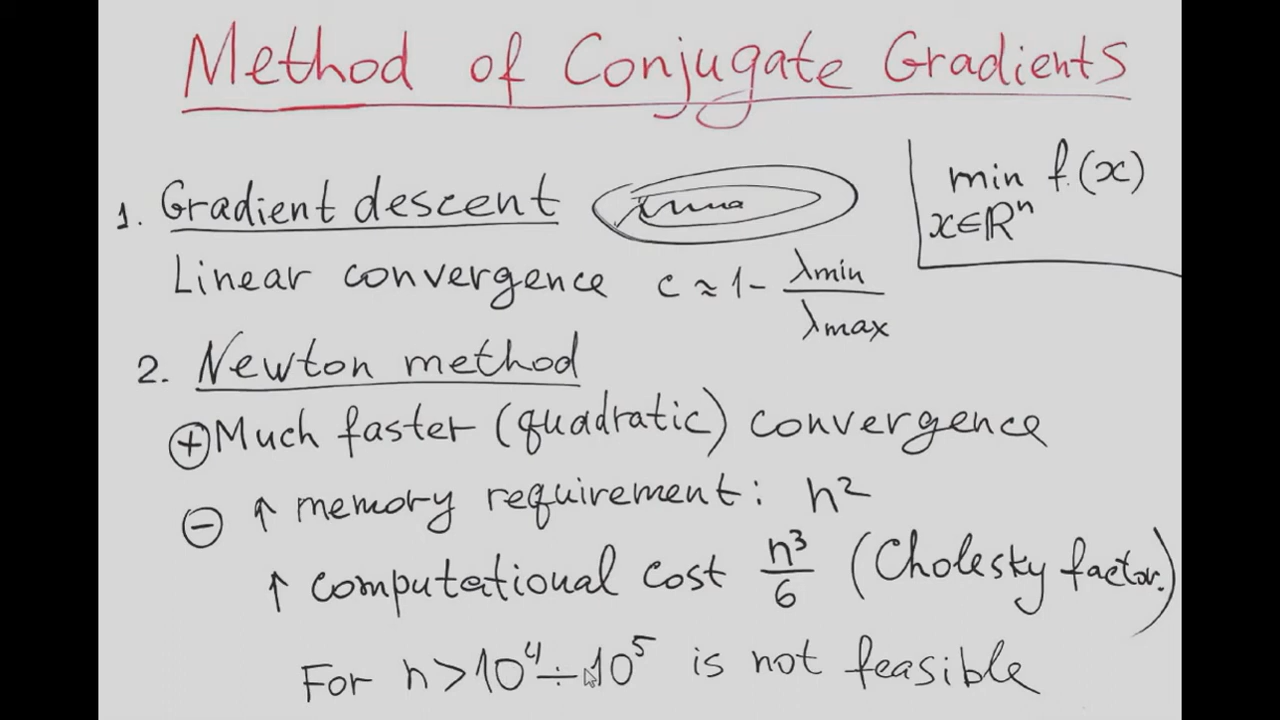 Method of Conjugate Gradients
min f(x)
x∈ℝⁿ
1. Gradient descent
Linear convergence c ≈ 1 - λmin / λmax
2. Newton method
⊕ Much faster (quadratic) convergence
⊖ ↑ memory requirement: n²
↑ computational cost n³/6 (Cholesky factor.)
For n > 10⁴ ÷ 10⁵ is not feasible